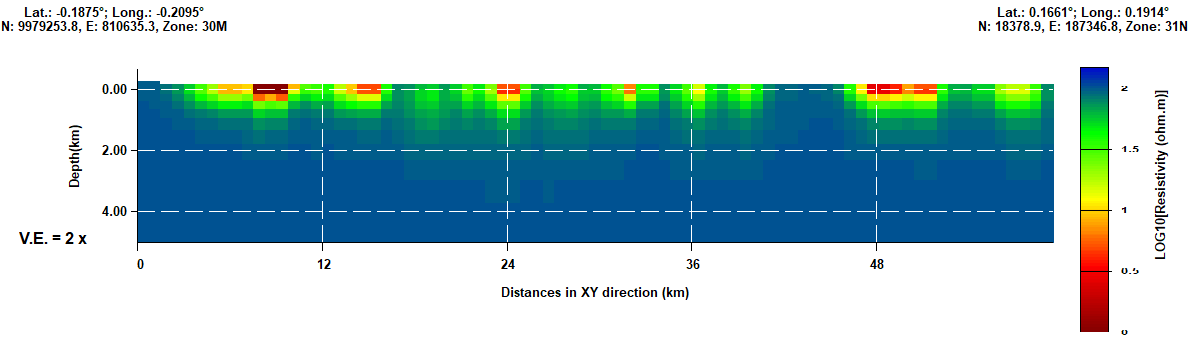 Lat.: -0.1875°; Long.: -0.2095°
N: 9979253.8, E: 810635.3, Zone: 30M
Lat.: 0.1661°; Long.: 0.1914°
N: 18378.9, E: 187346.8, Zone: 31N
0.00
2.00
4.00
Depth(km)
V.E. = 2 x
0 12 24 36 48
Distances in XY direction (km)
2
1.5
1
0.5
0
LOG10[Resistivity (ohm.m)]